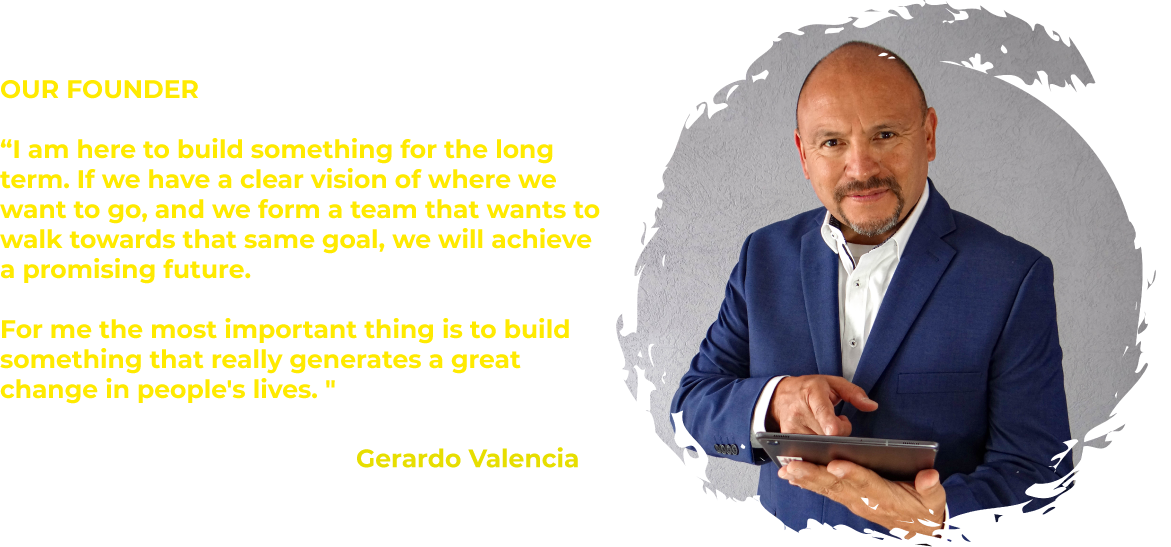 OUR FOUNDER
“I am here to build something for the long
term. If we have a clear vision of where we
want to go, and we form a team that wants to
walk towards that same goal, we will achieve
a promising future.
For me the most important thing is to build
something that really generates a great
change in people's lives. "
Gerardo Valencia